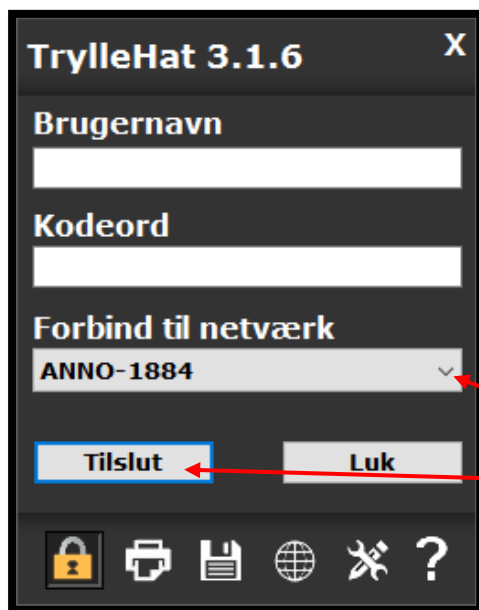 TrylleHat 3.1.6 X
Brugernavn
Kodeord
Forbind til netværk
ANNO-1884
Tilslut Luk
?